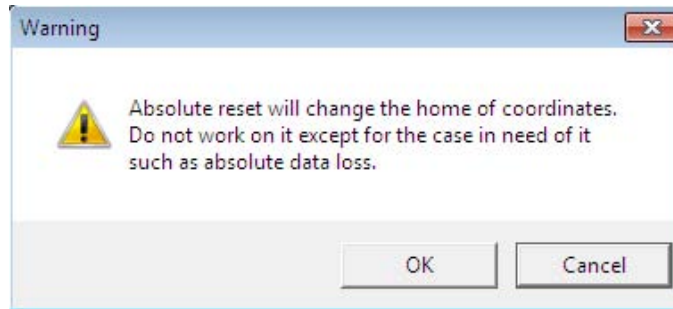 Warning
Absolute reset will change the home of coordinates.
Do not work on it except for the case in need of it
such as absolute data loss.
OK
Cancel